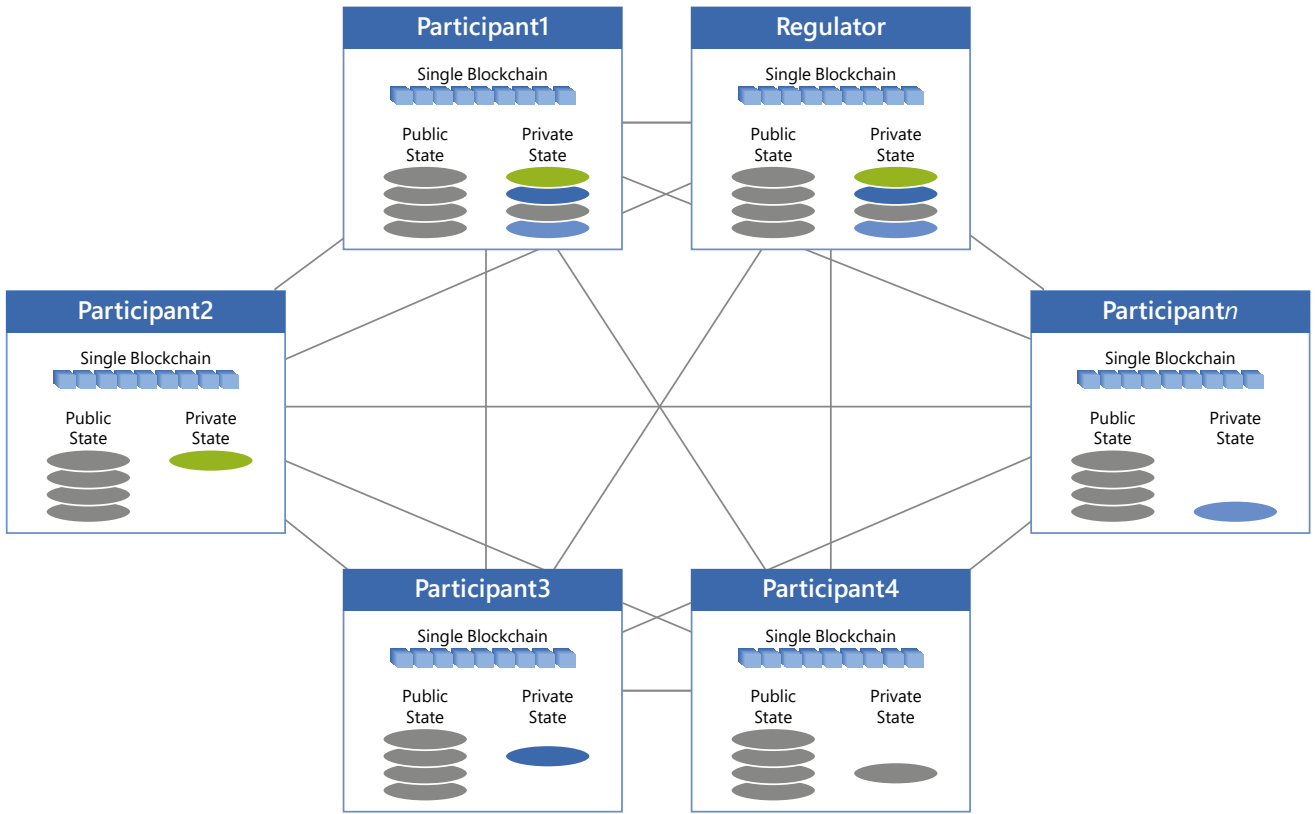 Participant1
Single Blockchain
Public
State
Private
State
Regulator
Single Blockchain
Public
State
Private
State
Participant2
Single Blockchain
Public
State
Private
State
Participantn
Single Blockchain
Public
State
Private
State
Participant3
Single Blockchain
Public
State
Private
State
Participant4
Single Blockchain
Public
State
Private
State